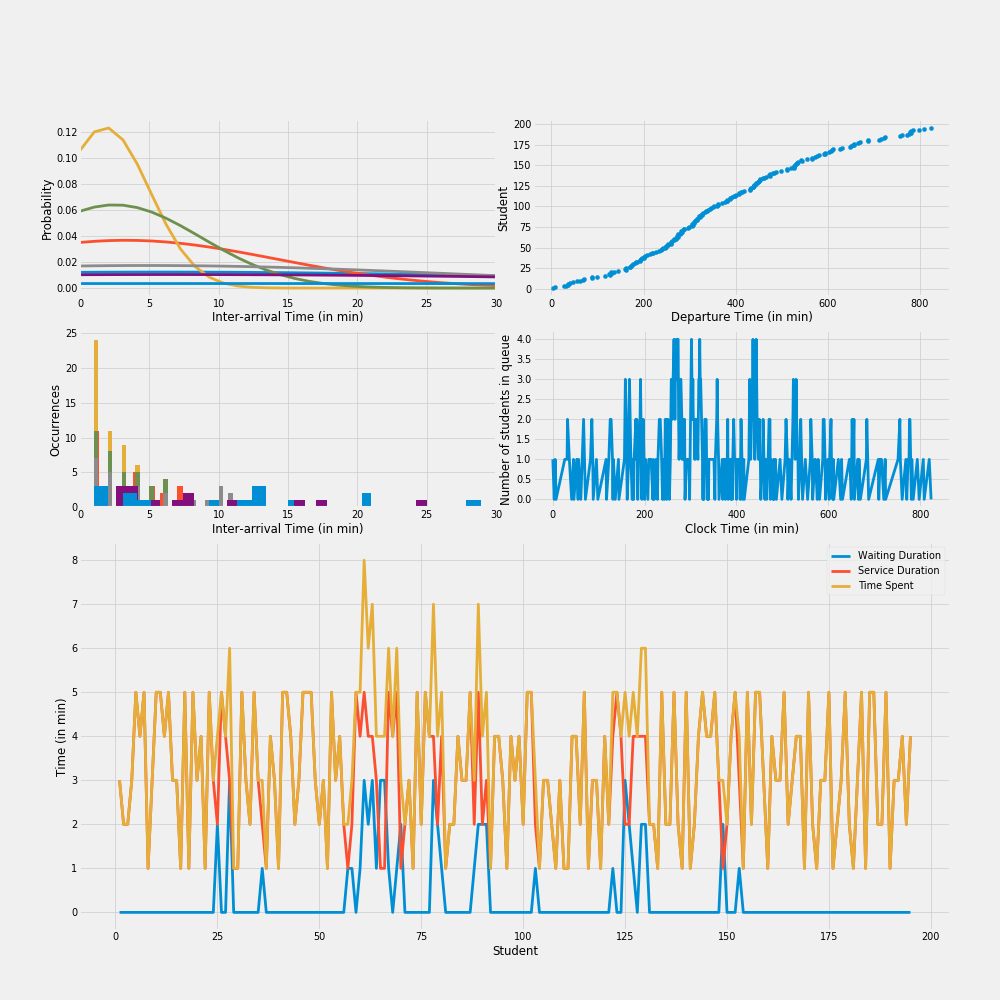 0.12
0.10
0.08
0.06
0.04
0.02
0.00
Probability
0 5 10 15 20 25 30
Inter-arrival Time (in min)
200
175
150
125
100
75
50
25
0
Student
0 200 400 600 800
Departure Time (in min)
25
20
15
10
5
0
Occurrences
0 5 10 15 20 25 30
Inter-arrival Time (in min)
4.0
3.5
3.0
2.5
2.0
1.5
1.0
0.5
0.0
Number of students in queue
0 200 400 600 800
Clock Time (in min)
8
7
6
5
4
3
2
1
0
Time (in min)
Waiting Duration
Service Duration
Time Spent
0 25 50 75 100 125 150 175 200
Student